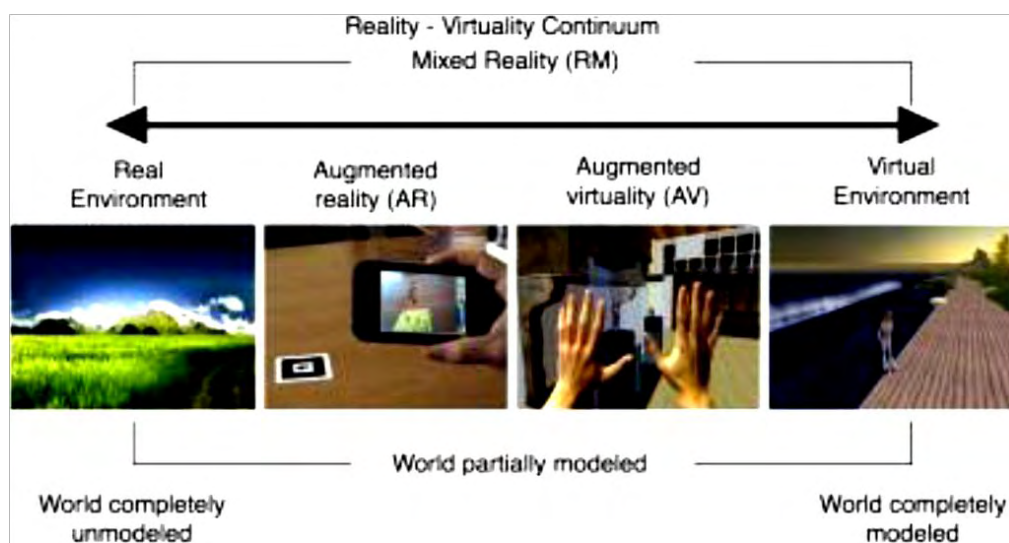 Reality - Virtuality Continuum
Mixed Reality (RM)
Real
Environment
Augmented
reality (AR)
Augmented
virtuality (AV)
Virtual
Environment
World partially modeled
World completely
unmodeled
World completely
modeled